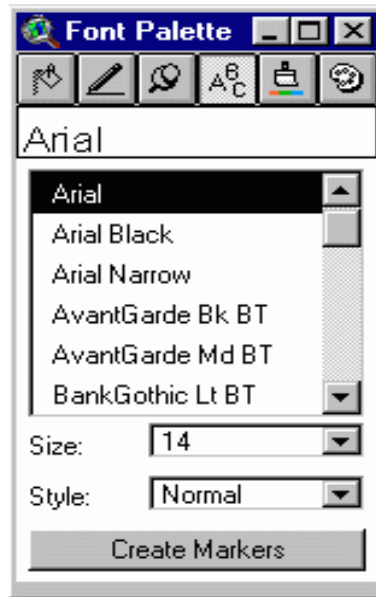 Font Palette
ABC
Arial
Arial
Arial Black
Arial Narrow
AvantGarde Bk BT
AvantGarde Md BT
BankGothic Lt BT
Size: 14
Style: Normal
Create Markers